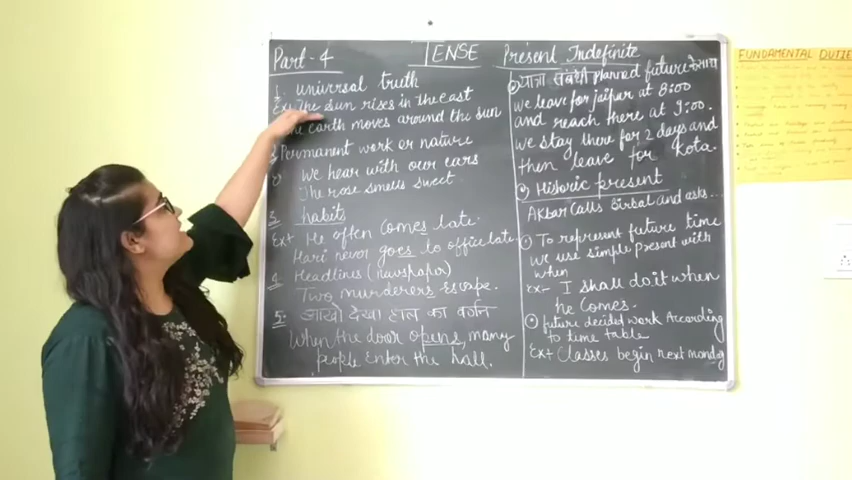 Part-4
TENSE
Present Indefinite
1. universal truth
Ex: The sun rises in the east
The earth moves around the sun
Permanent work or nature
We hear with our ears
The rose smells sweet.
3. habits
Ex+ He often comes late.
Hari never goes to office late
4. Headlines (newspaper)
Two murderers escape.
5. आखो देखा हाल का वर्णन
When the door opens, many
people enter the hall.
यात्रा संबंधी planned future
we leave for jaipur at 8:00
and reach there at 9:00.
we stay there for 2 days and
then leave for Kota.
Historic present
Akbar Calls Birbal and asks...
To represent future time
we use simple present with
when
ex- I shall do it when
he Comes.
future decided work According
to time table
Ex+ Classes begin next monday
FUNDAMENTAL DUTIES